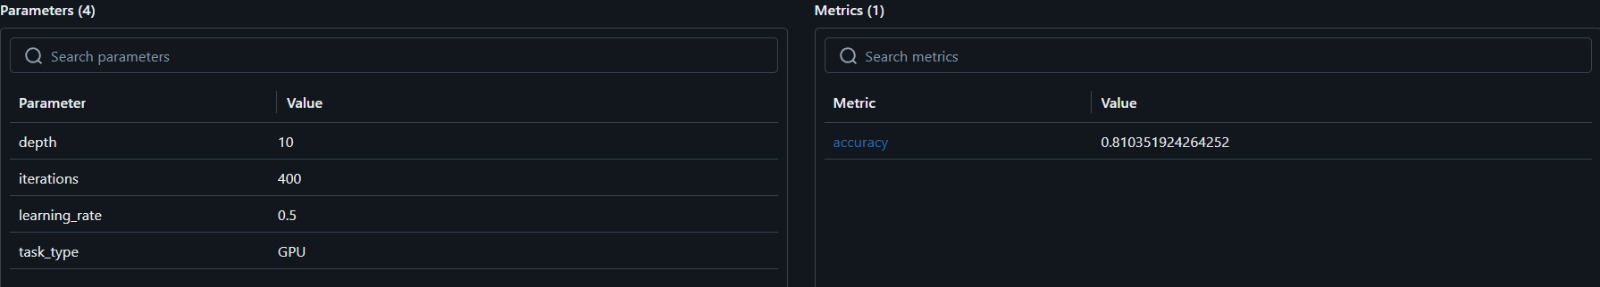 Parameters (4)
Search parameters
Parameter Value
depth 10
iterations 400
learning_rate 0.5
task_type GPU
Metrics (1)
Search metrics
Metric Value
accuracy 0.810351924264252